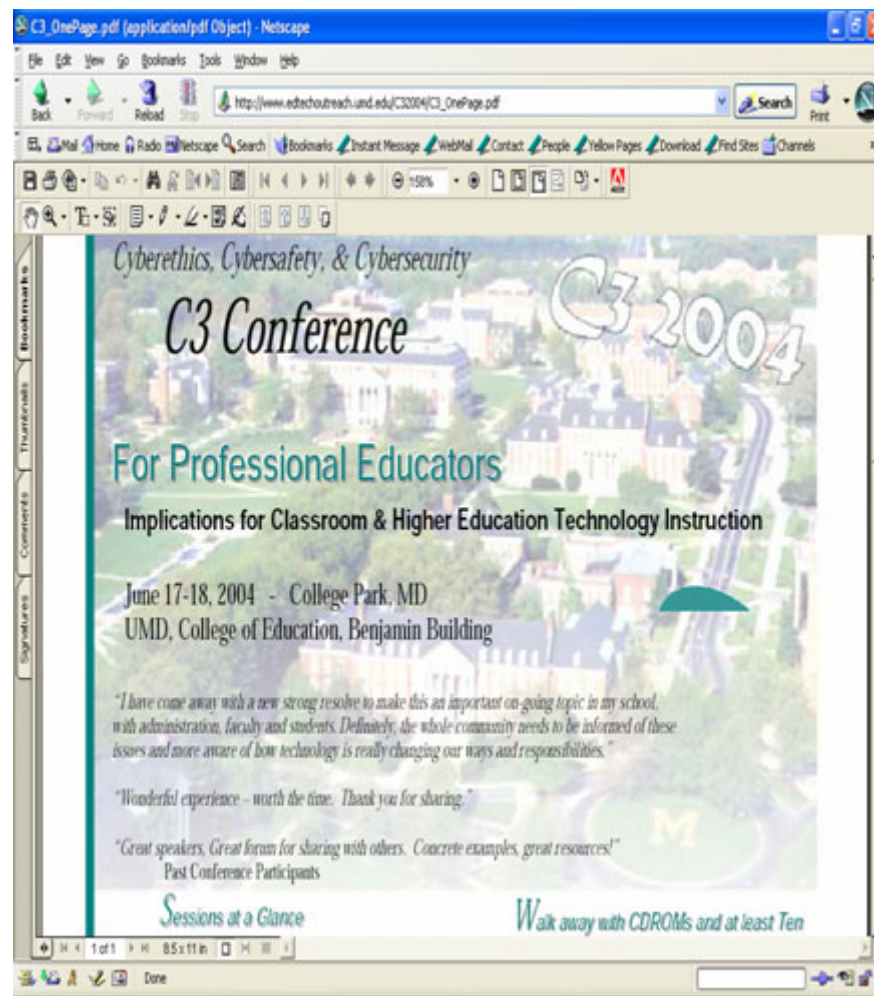 C3_OnePage.pdf (application/pdf Object) - Netscape
File Edit View Go Bookmarks Tools Window Help
Back Forward Reload Stop http://www.edtechoutreach.umd.edu/C32004/C3_OnePage.pdf Search Print
Mail Home Radio Netscape Search Bookmarks Instant Message WebMail Contact People Yellow Pages Download Find Sites Channels
158%
Bookmarks
Thumbnails
Comments
Signatures
Cyberethics, Cybersafety, & Cybersecurity
C3 2004
C3 Conference
For Professional Educators
Implications for Classroom & Higher Education Technology Instruction
June 17-18, 2004 - College Park, MD
UMD, College of Education, Benjamin Building
"I have come away with a new strong resolve to make this an important on-going topic in my school,
with administration, faculty and students. Definitely, the whole community needs to be informed of these
issues and more aware of how technology is really changing our ways and responsibilities."
"Wonderful experience – worth the time. Thank you for sharing."
"Great speakers, Great forum for sharing with others. Concrete examples, great resources!"
Past Conference Participants
M
Sessions at a Glance
Walk away with CDROMs and at least Ten
1 of 1 8.5 x 11 in
Done